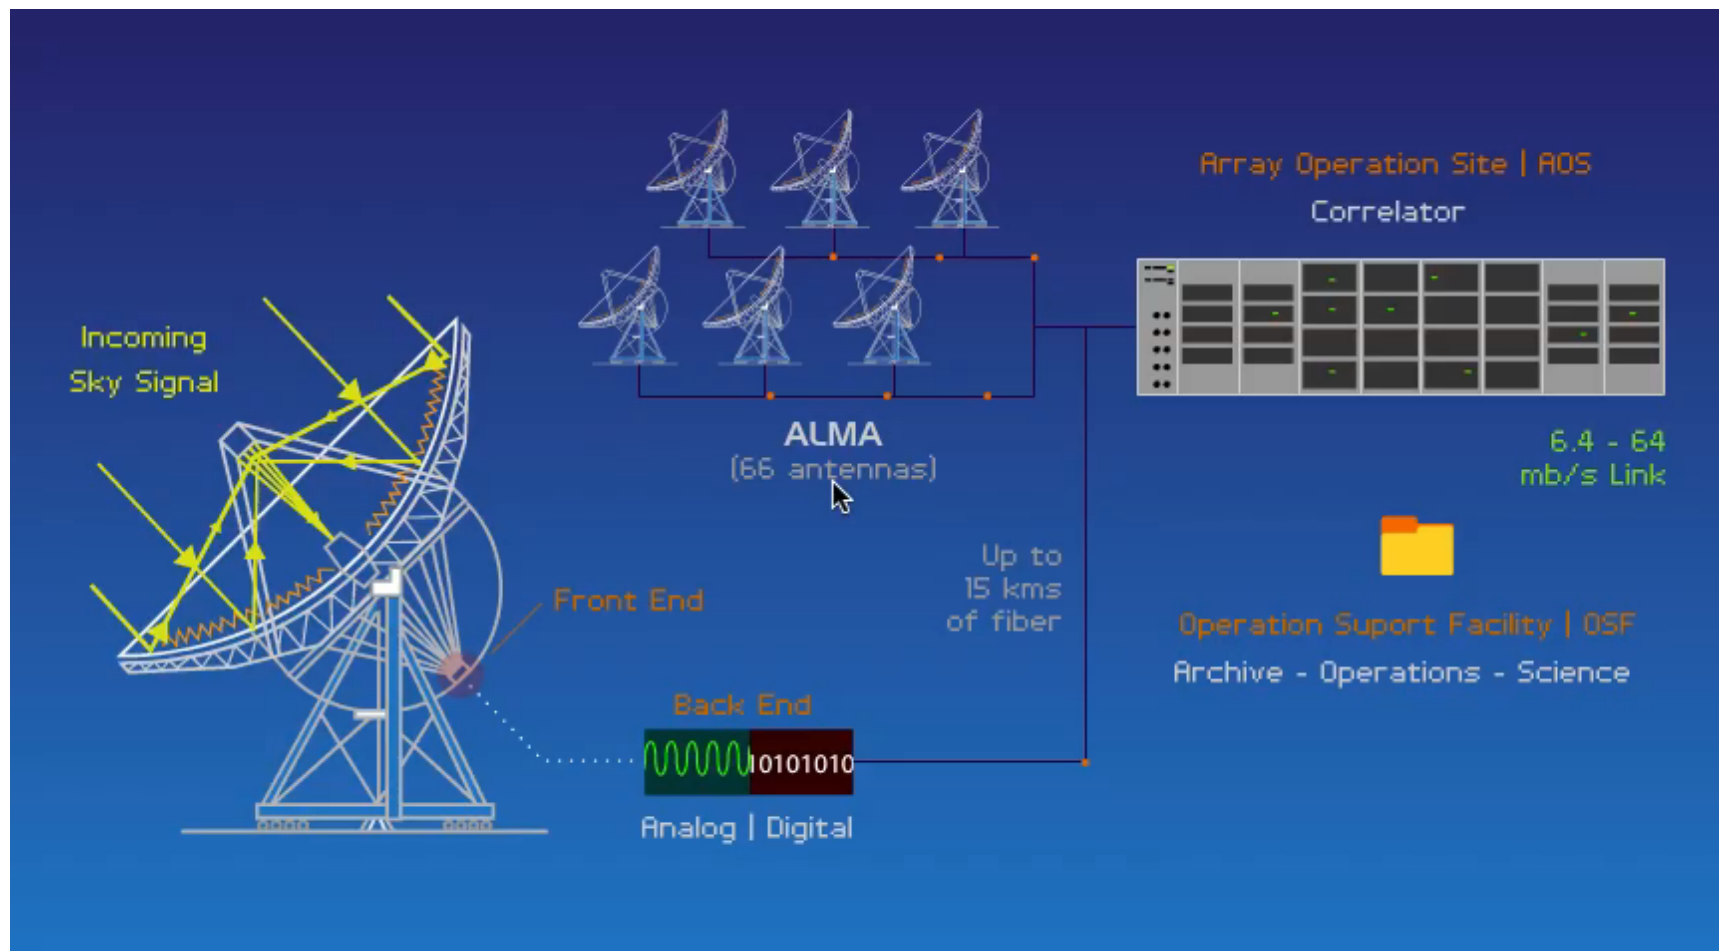 Incoming
Sky Signal
Front End
Back End
10101010
Analog | Digital
ALMA
(66 antennas)
Up to
15 kms
of fiber
Array Operation Site | AOS
Correlator
6.4 - 64
mb/s Link
Operation Suport Facility | OSF
Archive - Operations - Science